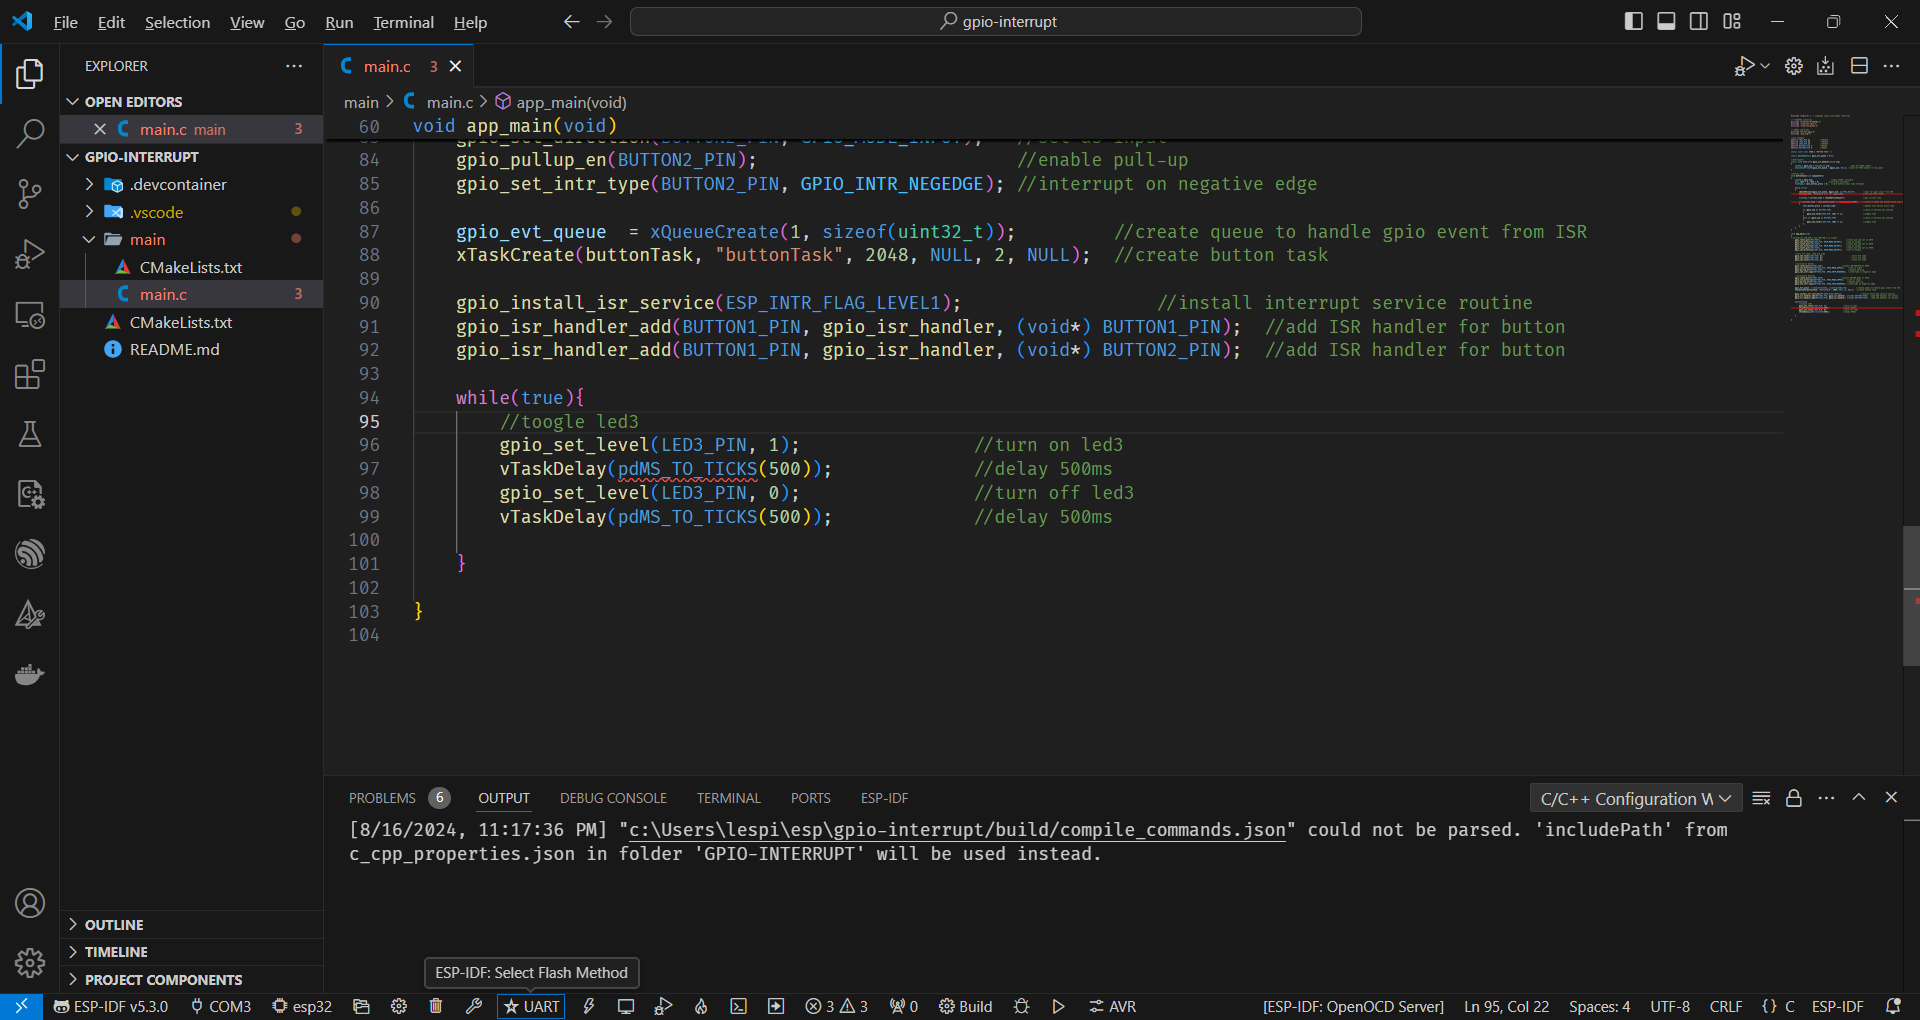 File Edit Selection View Go Run Terminal Help
gpio-interrupt
EXPLORER
OPEN EDITORS
main.c main 3
GPIO-INTERRUPT
.devcontainer
.vscode
main
CMakeLists.txt
main.c 3
CMakeLists.txt
README.md
OUTLINE
TIMELINE
PROJECT COMPONENTS
main.c 3
main > main.c > app_main(void)
60 void app_main(void)
84 gpio_pullup_en(BUTTON2_PIN); //enable pull-up
85 gpio_set_intr_type(BUTTON2_PIN, GPIO_INTR_NEGEDGE); //interrupt on negative edge
86
87 gpio_evt_queue = xQueueCreate(1, sizeof(uint32_t)); //create queue to handle gpio event from ISR
88 xTaskCreate(buttonTask, "buttonTask", 2048, NULL, 2, NULL); //create button task
89
90 gpio_install_isr_service(ESP_INTR_FLAG_LEVEL1); //install interrupt service routine
91 gpio_isr_handler_add(BUTTON1_PIN, gpio_isr_handler, (void*) BUTTON1_PIN); //add ISR handler for button
92 gpio_isr_handler_add(BUTTON1_PIN, gpio_isr_handler, (void*) BUTTON2_PIN); //add ISR handler for button
93
94 while(true){
95 //toogle led3
96 gpio_set_level(LED3_PIN, 1); //turn on led3
97 vTaskDelay(pdMS_TO_TICKS(500)); //delay 500ms
98 gpio_set_level(LED3_PIN, 0); //turn off led3
99 vTaskDelay(pdMS_TO_TICKS(500)); //delay 500ms
100
101 }
102
103 }
104
PROBLEMS 6 OUTPUT DEBUG CONSOLE TERMINAL PORTS ESP-IDF
C/C++ Configuration W
[8/16/2024, 11:17:36 PM] "c:\Users\lespi\esp\gpio-interrupt/build/compile_commands.json" could not be parsed. 'includePath' from
c_cpp_properties.json in folder 'GPIO-INTERRUPT' will be used instead.
ESP-IDF: Select Flash Method
ESP-IDF v5.3.0 COM3 esp32 UART 3 3 0 Build AVR [ESP-IDF: OpenOCD Server] Ln 95, Col 22 Spaces: 4 UTF-8 CRLF {} C ESP-IDF